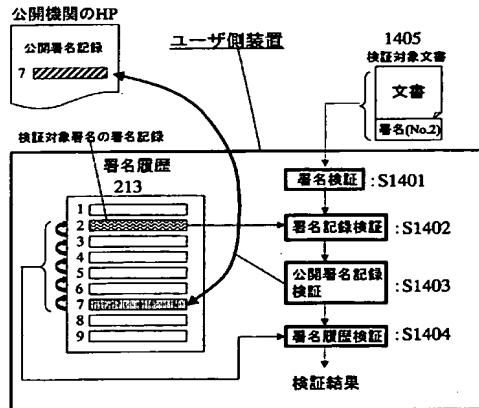 公開機関のHP
公開署名記録
7
ユーザ側装置
1405
検証対象文書
文書
署名(No.2)
検証対象署名の署名記録
署名履歴
213
1
2
3
4
5
6
7
8
9
署名検証
:S1401
署名記録検証
:S1402
公開署名記録
検証
:S1403
署名履歴検証
:S1404
検証結果